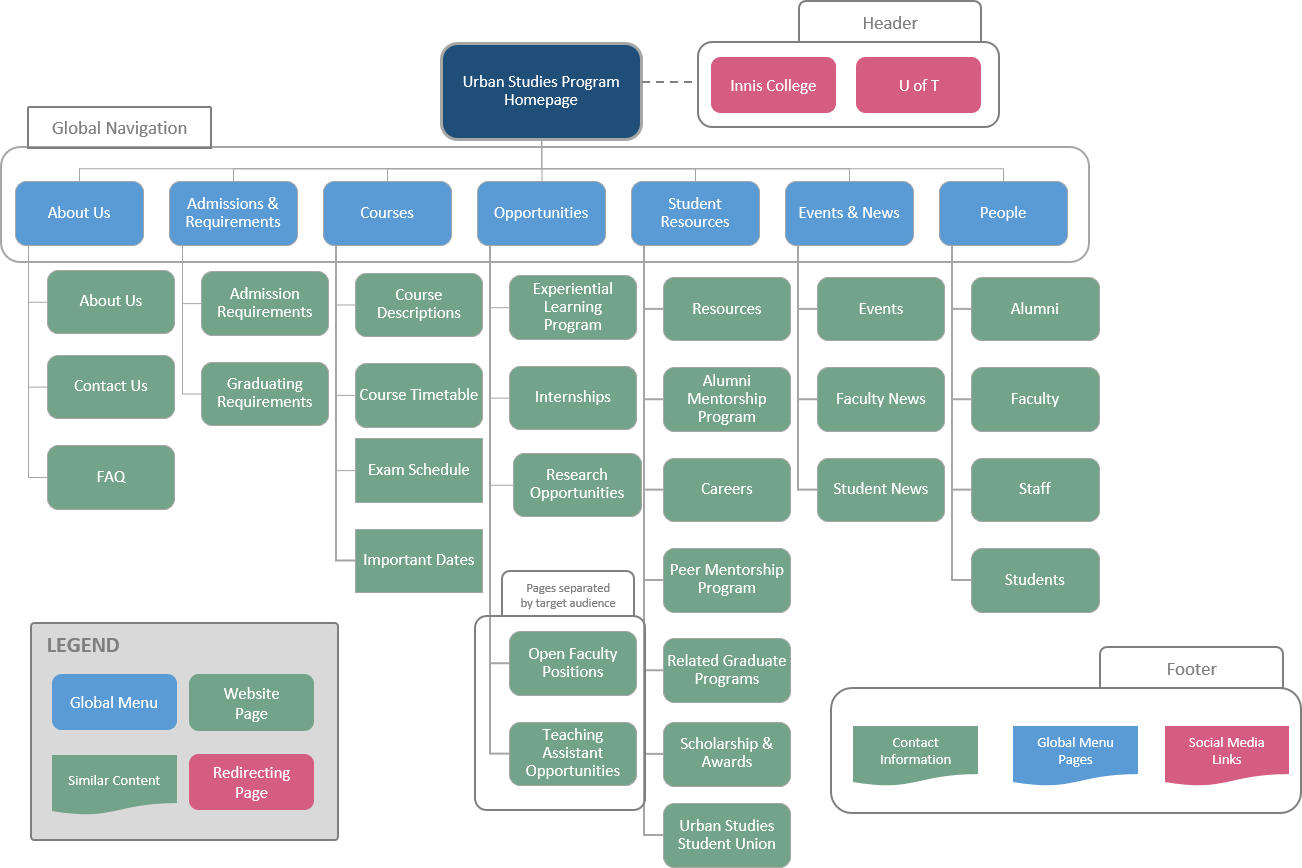 Header
Urban Studies Program
Homepage
Innis College
U of T
Global Navigation
About Us
Admissions &
Requirements
Courses
Opportunities
Student
Resources
Events & News
People
About Us
Contact Us
FAQ
Admission
Requirements
Graduating
Requirements
Course
Descriptions
Course Timetable
Exam Schedule
Important Dates
Experiential
Learning
Program
Internships
Research
Opportunities
Pages separated
by target audience
Open Faculty
Positions
Teaching
Assistant
Opportunities
Resources
Alumni
Mentorship
Program
Careers
Peer Mentorship
Program
Related Graduate
Programs
Scholarship &
Awards
Urban Studies
Student Union
Events
Faculty News
Student News
Alumni
Faculty
Staff
Students
LEGEND
Global Menu
Website
Page
Similar Content
Redirecting
Page
Footer
Contact
Information
Global Menu
Pages
Social Media
Links